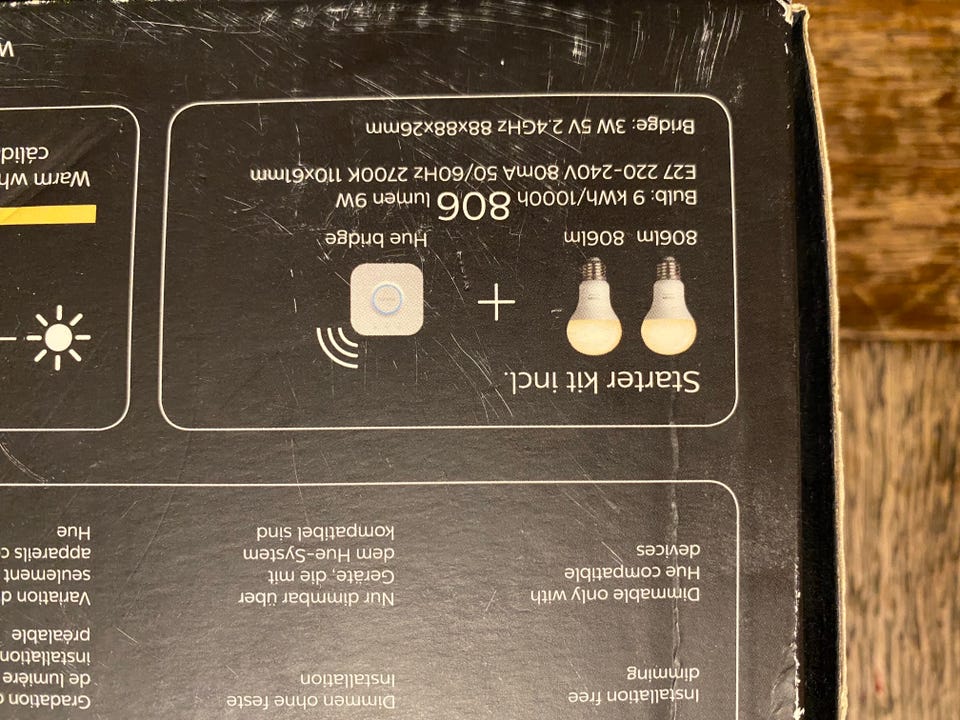 Installation free
dimming
Dimmen ohne feste
Installation
Gradation
de lumière
installation
préalable
Dimmable only with
Hue compatible
devices
Nur dimmbar über
Geräte, die mit
dem Hue-System
kompatibel sind
Variation d
seulement
appareils c
Hue
Starter kit incl.
+
806lm 806lm
Hue bridge
Bulb: 9 kWh/1000h 806 lumen 9W
E27 220-240V 80mA 50/60Hz 2700K 110x61mm
Bridge: 3W 5V 2.4GHz 88x88x26mm
Warm wh
cálid
W